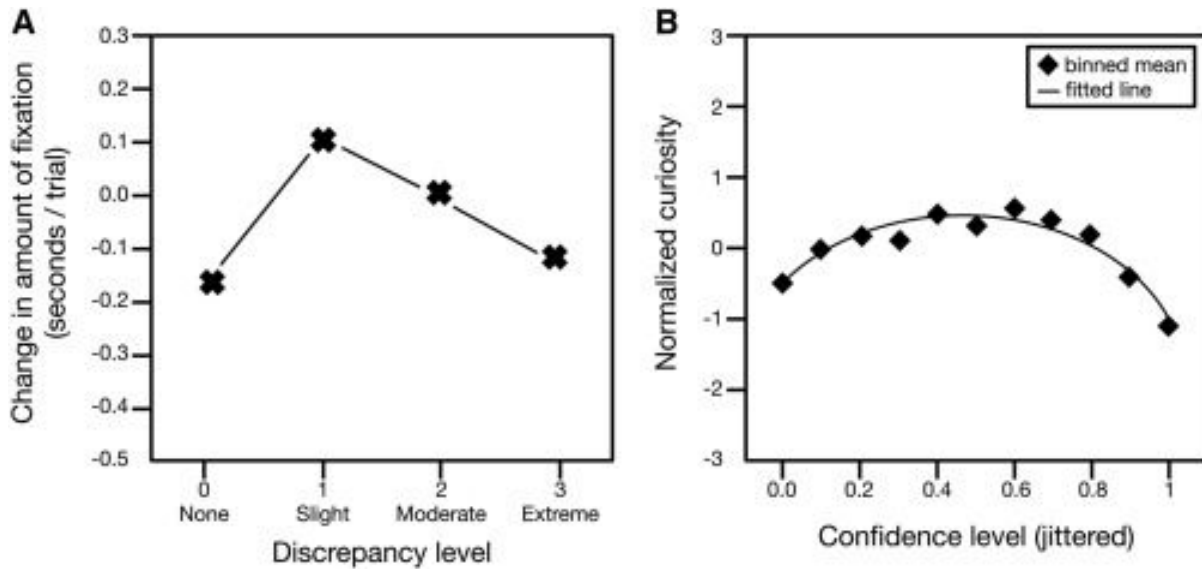 A
Change in amount of fixation
(seconds / trial)
0.3
0.2
0.1
0.0
-0.1
-0.2
-0.3
-0.4
-0.5
0 1 2 3
None Slight Moderate Extreme
Discrepancy level
B
Normalized curiosity
3
2
1
0
-1
-2
-3
binned mean
fitted line
0.0 0.2 0.4 0.6 0.8 1
Confidence level (jittered)